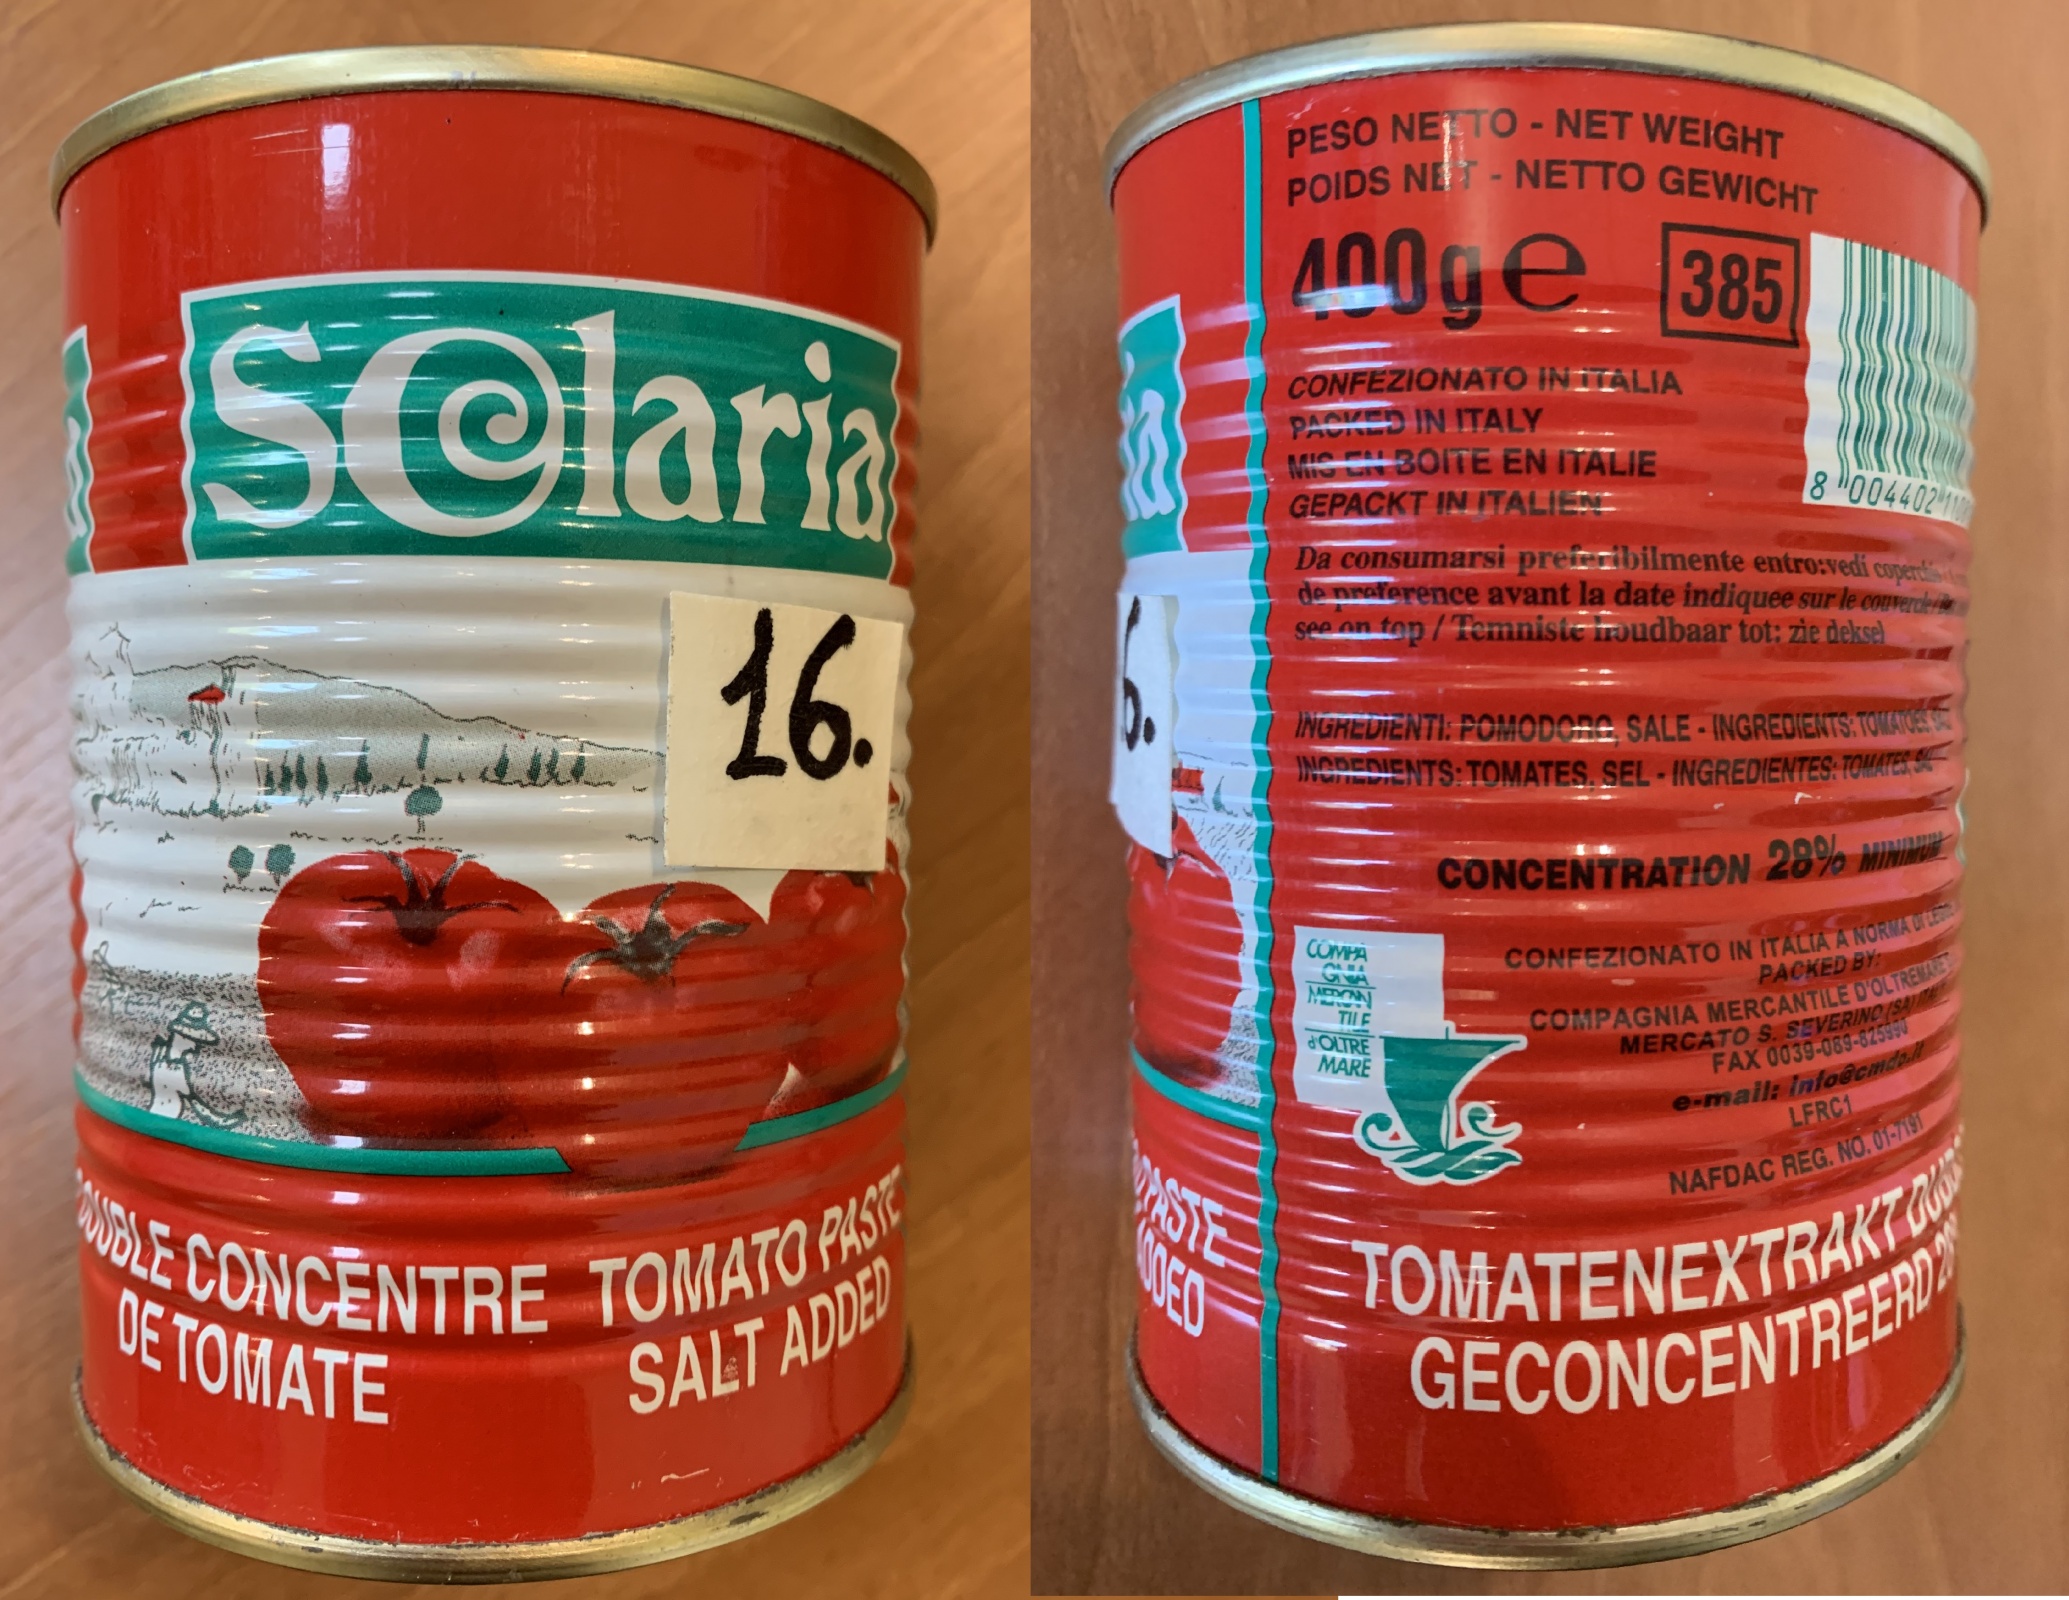 Solaria
16.
DOUBLE CONCENTRE
DE TOMATE
TOMATO PASTE
SALT ADDED
PESO NETTO - NET WEIGHT
POIDS NET - NETTO GEWICHT
400g e
385
8 004402 11
CONFEZIONATO IN ITALIA
PACKED IN ITALY
MIS EN BOITE EN ITALIE
GEPACKT IN ITALIEN
Da consumarsi preferibilmente entro:vedi
de preference avant la date indiquee sur le couvercle/
see on top / Temniste houdbaar tot: zie deksel
INGREDIENTI: POMODORO, SALE - INGREDIENTS: TOMATOES,
INGREDIENTS: TOMATES, SEL - INGREDIENTES: TOMATES,
CONCENTRATION 28% MINIMUM
COMPA
GNIA
MERCAN
TILE
d'OLTRE
MARE
CONFEZIONATO IN ITALIA A NORMA DI
PACKED BY:
COMPAGNIA MERCANTILE D'OLTREMARE
MERCATO S. SEVERINO (SA)
FAX 0039-089-825990
e-mail: info@cmdo.it
LFRC1
NAFDAC REG. NO. 01-7191
PASTE
ADDED
TOMATENEXTRAKT
GECONCENTREERD